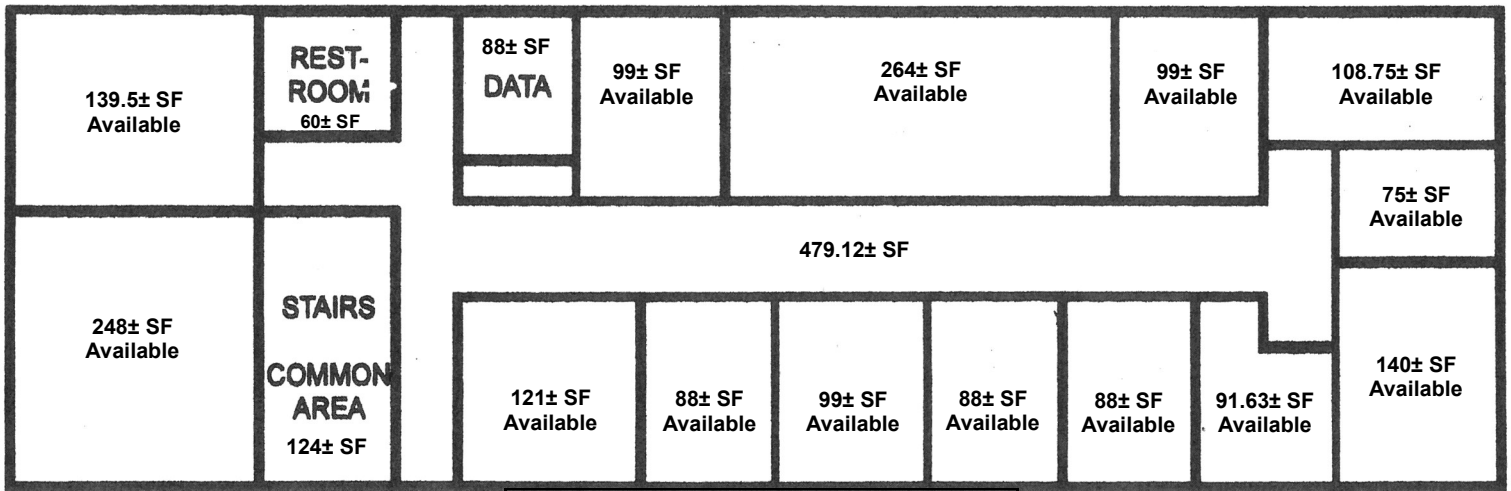 139.5± SF
Available
REST-
ROOM
60± SF
88± SF
DATA
99± SF
Available
264± SF
Available
99± SF
Available
108.75± SF
Available
75± SF
Available
479.12± SF
248± SF
Available
STAIRS
COMMON
AREA
124± SF
121± SF
Available
88± SF
Available
99± SF
Available
88± SF
Available
88± SF
Available
91.63± SF
Available
140± SF
Available